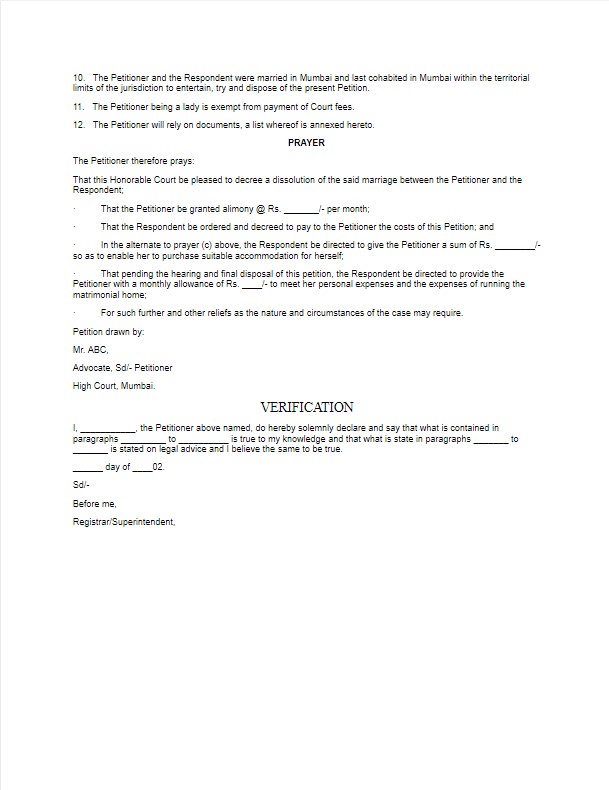 10. The Petitioner and the Respondent were married in Mumbai and last cohabited in Mumbai within the territorial
limits of the jurisdiction to entertain, try and dispose of the present Petition.
11. The Petitioner being a lady is exempt from payment of Court fees.
12. The Petitioner will rely on documents, a list whereof is annexed hereto.
PRAYER
The Petitioner therefore prays:
That this Honorable Court be pleased to decree a dissolution of the said marriage between the Petitioner and the
Respondent;
· That the Petitioner be granted alimony @ Rs. _______/- per month;
· That the Respondent be ordered and decreed to pay to the Petitioner the costs of this Petition; and
· In the alternate to prayer (c) above, the Respondent be directed to give the Petitioner a sum of Rs. ________/-
so as to enable her to purchase suitable accommodation for herself;
· That pending the hearing and final disposal of this petition, the Respondent be directed to provide the
Petitioner with a monthly allowance of Rs. ____/- to meet her personal expenses and the expenses of running the
matrimonial home;
· For such further and other reliefs as the nature and circumstances of the case may require.
Petition drawn by:
Mr. ABC,
Advocate, Sd/- Petitioner
High Court, Mumbai.
VERIFICATION
I, ___________, the Petitioner above named, do hereby solemnly declare and say that what is contained in
paragraphs _________ to __________ is true to my knowledge and that what is state in paragraphs _______ to
_______ is stated on legal advice and I believe the same to be true.
______ day of ____02.
Sd/-
Before me,
Registrar/Superintendent,